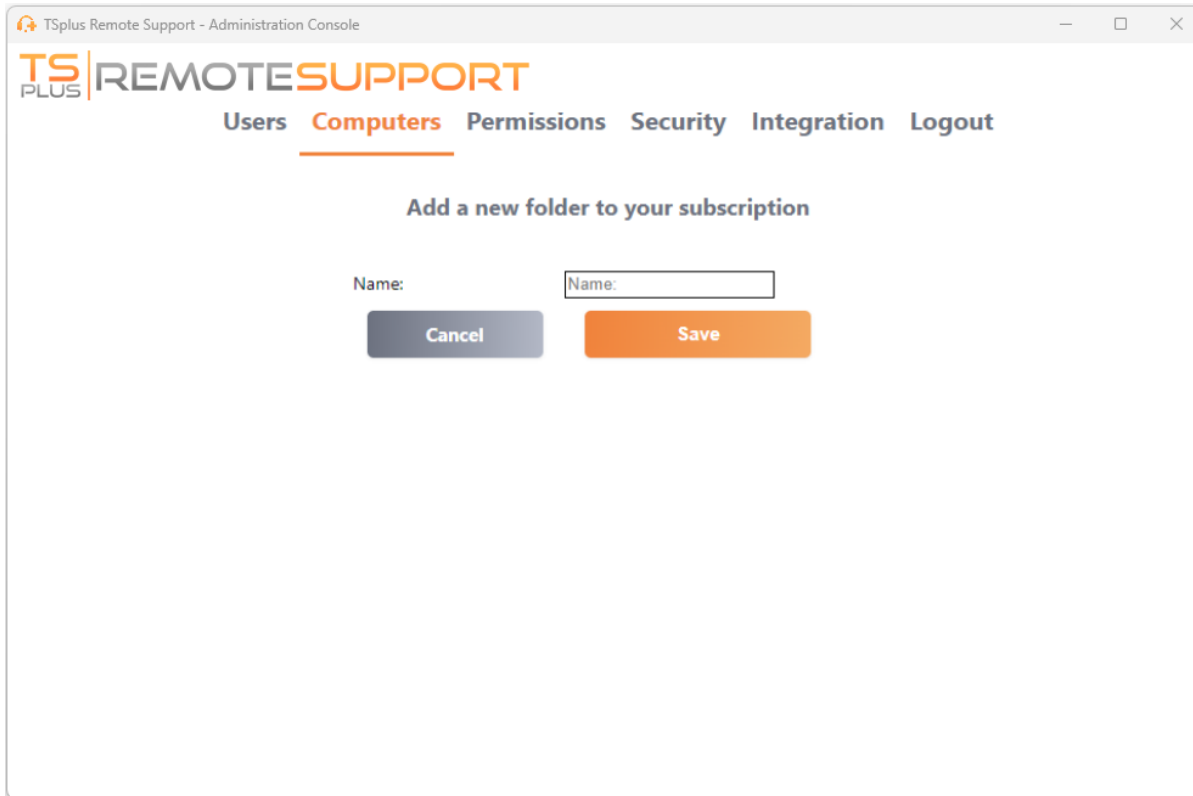 TSplus Remote Support - Administration Console
TS PLUS REMOTESUPPORT
Users Computers Permissions Security Integration Logout
Add a new folder to your subscription
Name: Name:
Cancel Save